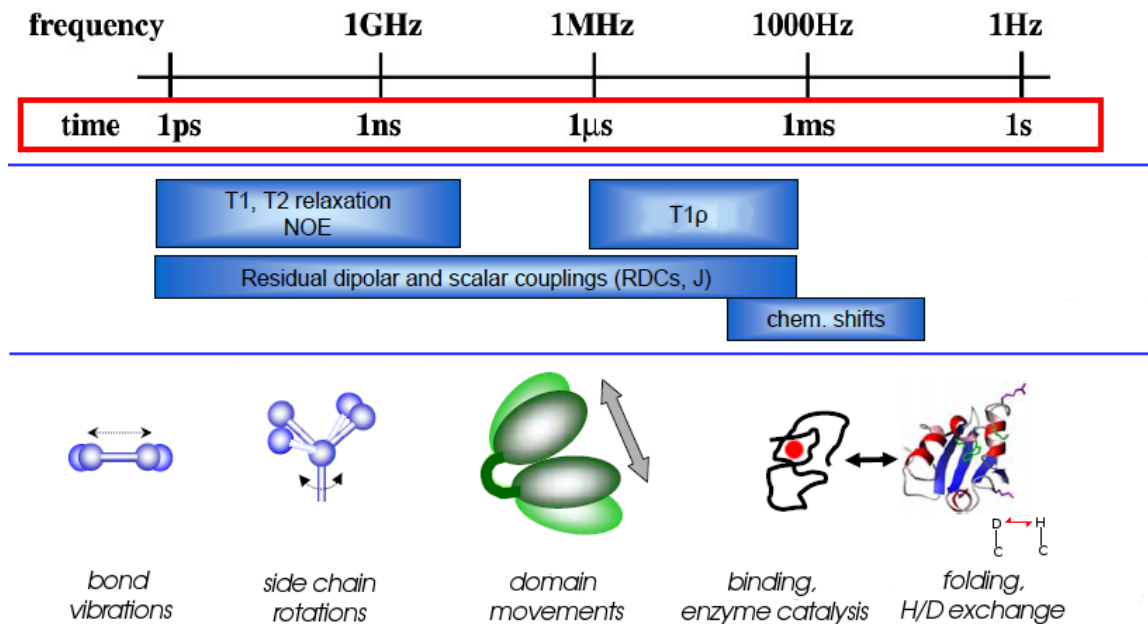 frequency 1GHz 1MHz 1000Hz 1Hz
time 1ps 1ns 1μs 1ms 1s
T1, T2 relaxation
NOE
T1ρ
Residual dipolar and scalar couplings (RDCs, J)
chem. shifts
D H
C C
bond
vibrations
side chain
rotations
domain
movements
binding,
enzyme catalysis
folding,
H/D exchange